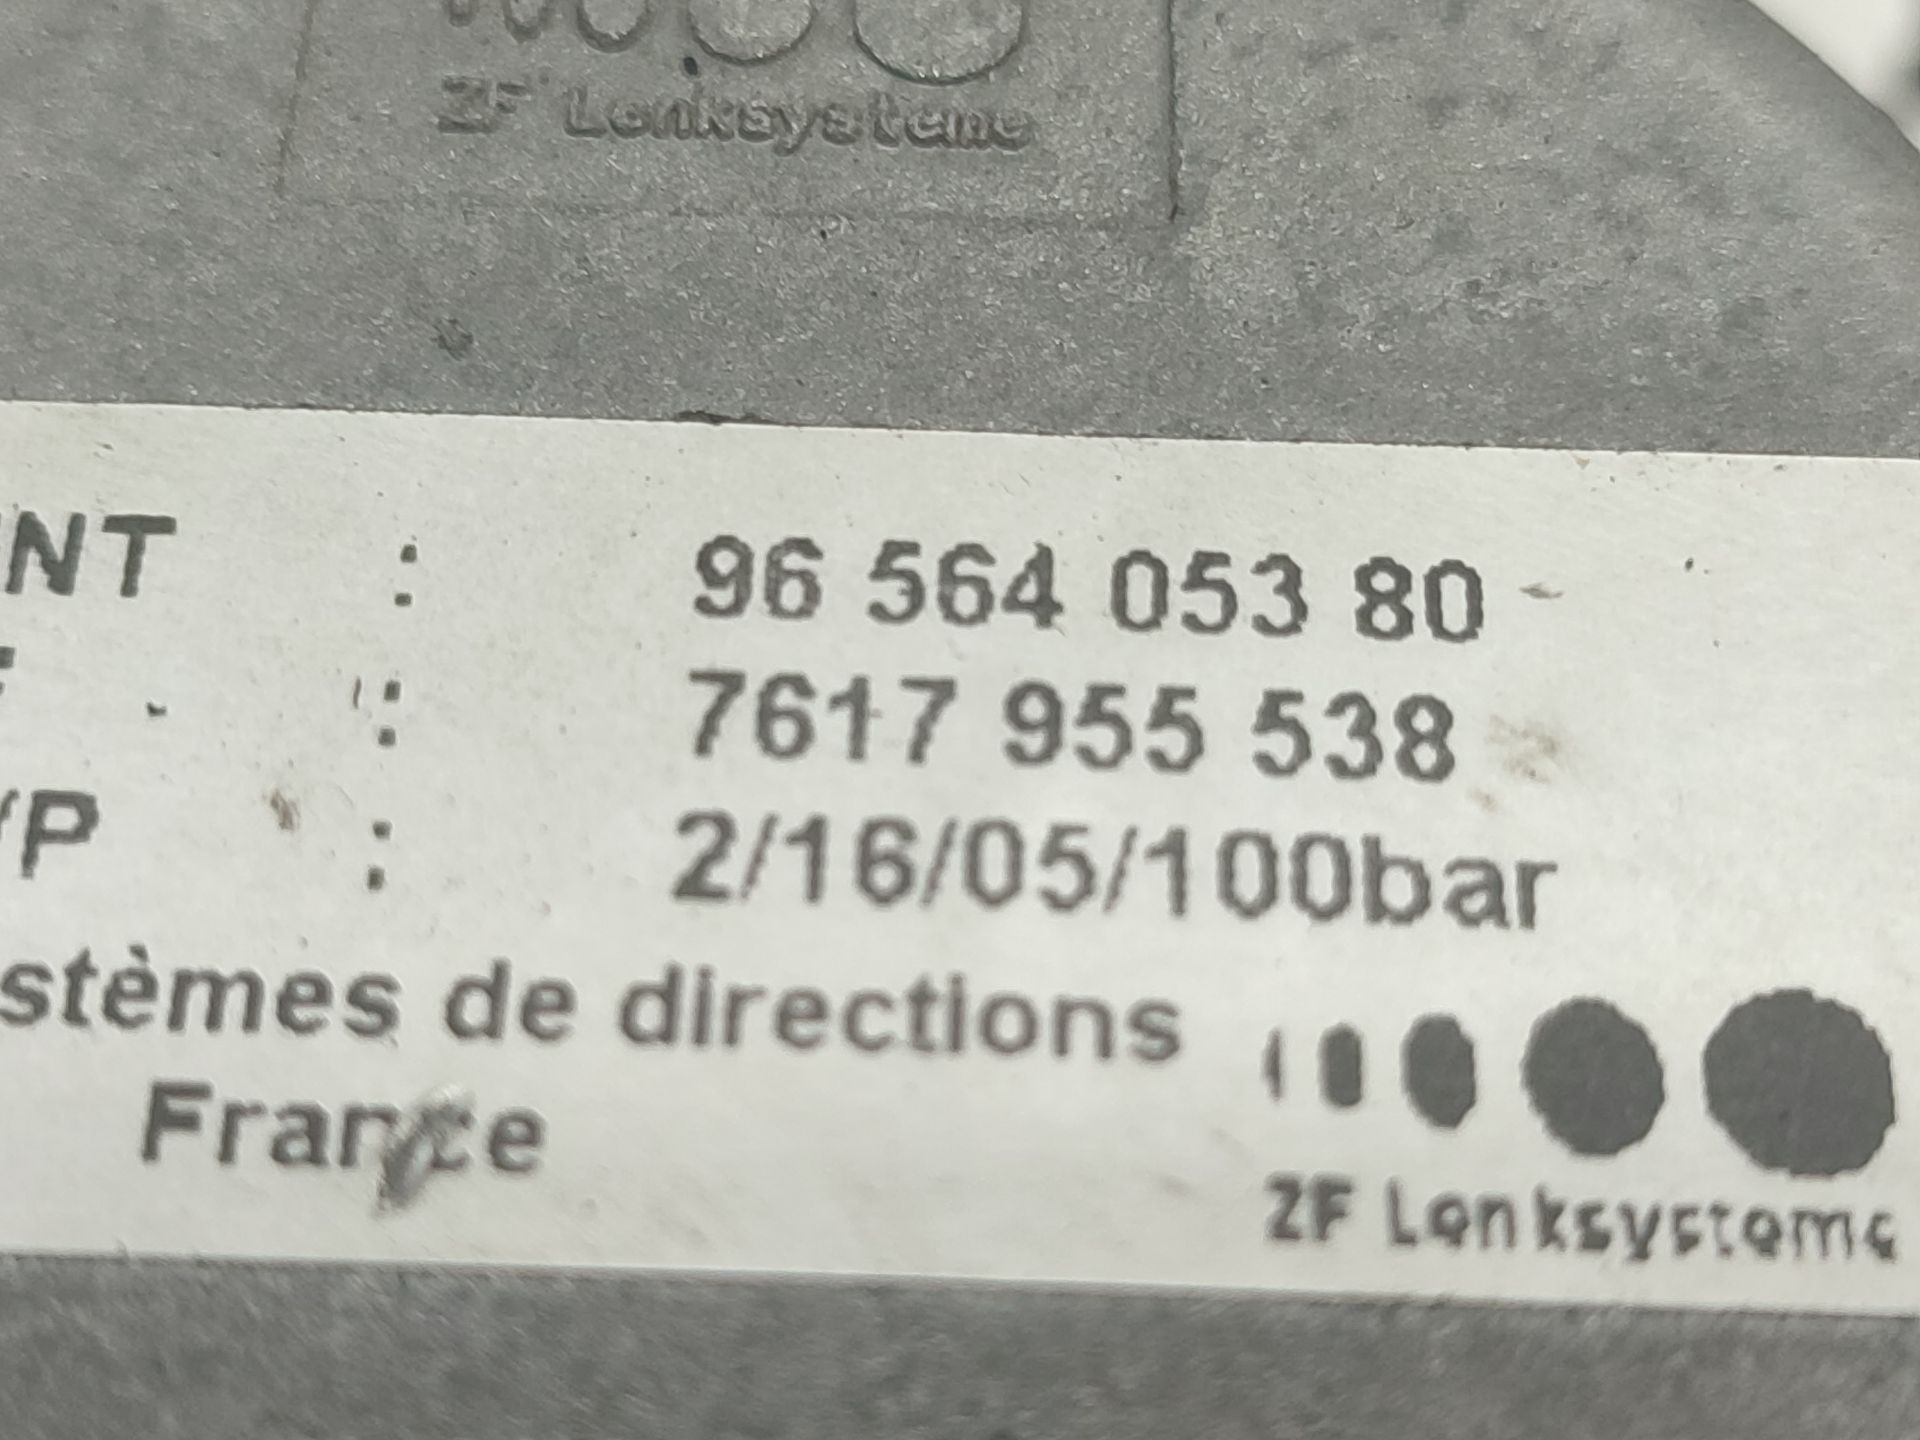 ZF Lenksysteme
NT : 96 564 053 80
: 7617 955 538
/P : 2/16/05/100bar
stèmes de directions
France
ZF Lenksysteme